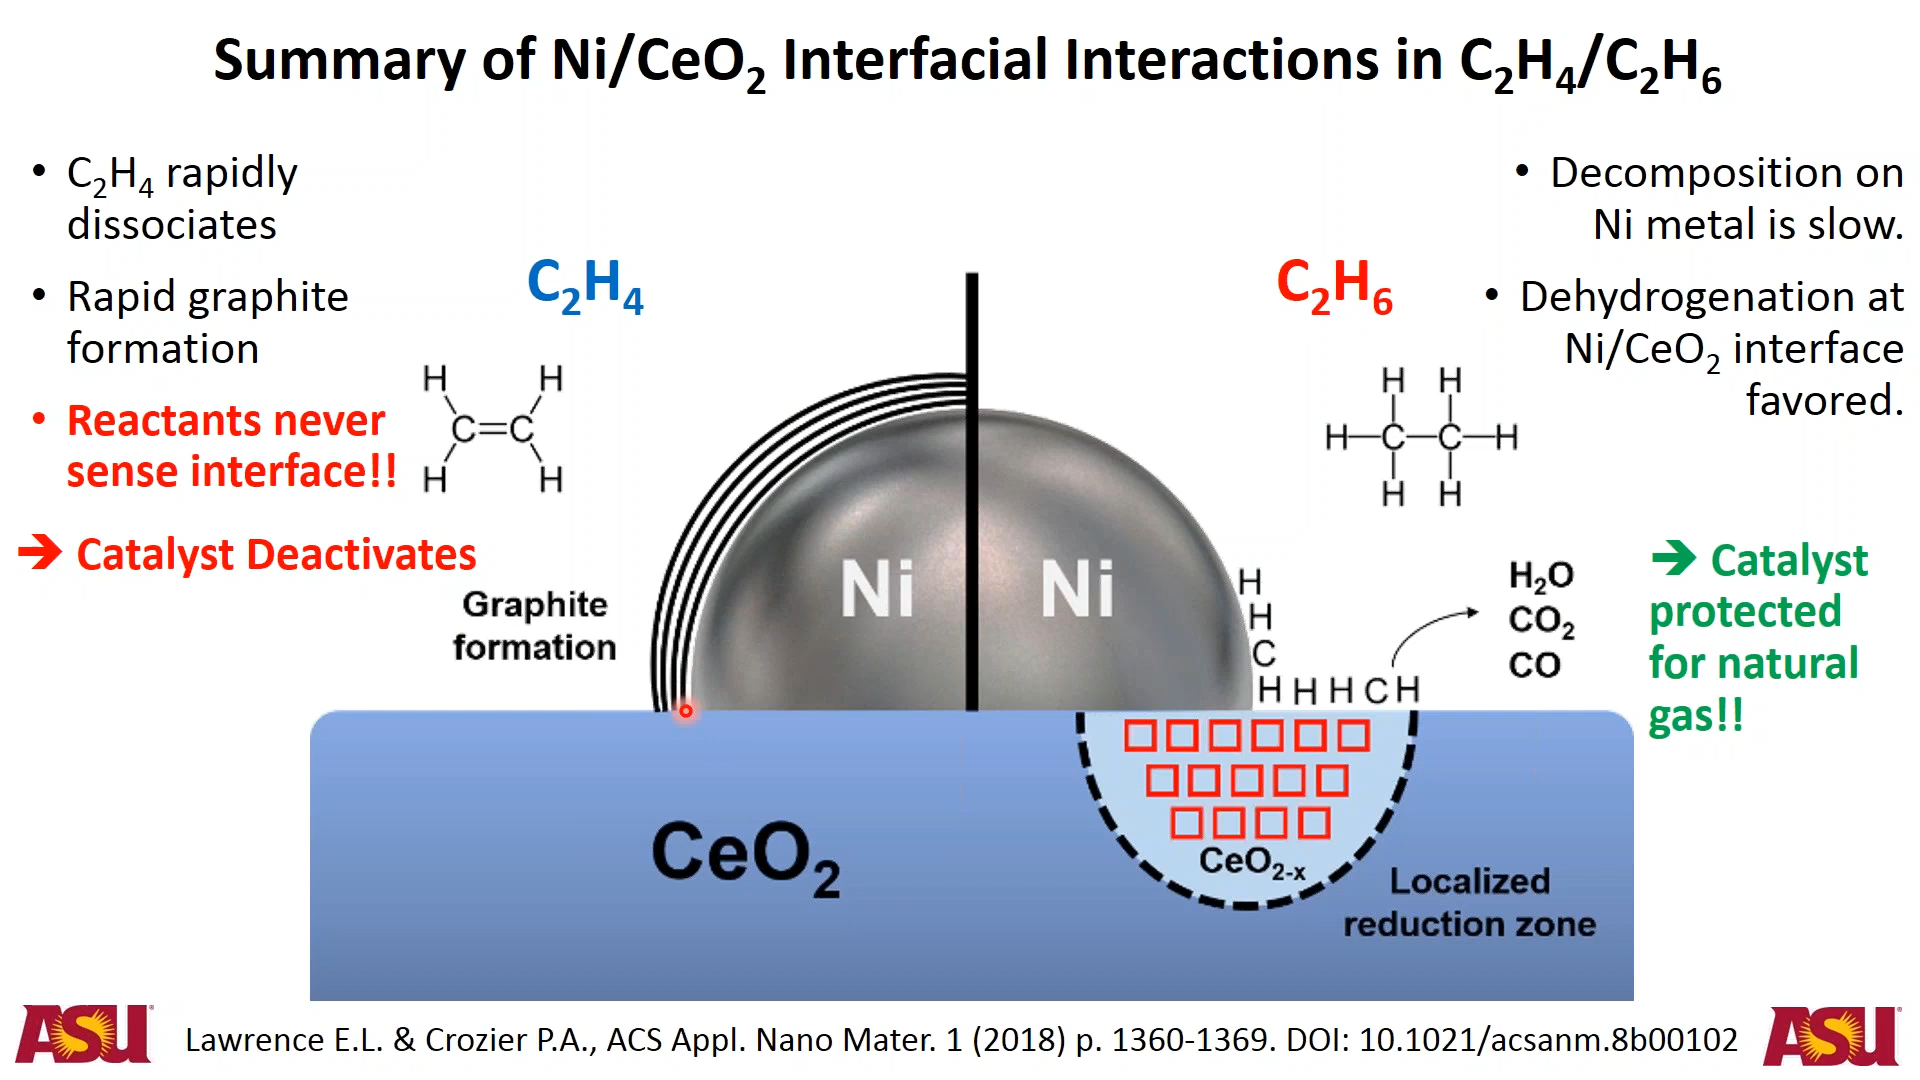 Summary of Ni/CeO₂ Interfacial Interactions in C₂H₄/C₂H₆
• C₂H₄ rapidly
dissociates
• Rapid graphite
formation
• Reactants never
sense interface!!
➔ Catalyst Deactivates
C₂H₄
H H
C=C
H H
Graphite
formation
Ni
Ni
C₂H₆
H H
H—C—C—H
H H
• Decomposition on
Ni metal is slow.
• Dehydrogenation at
Ni/CeO₂ interface
favored.
H
H
C
H H H C H
H₂O
CO₂
CO
➔ Catalyst
protected
for natural
gas!!
CeO₂
CeO₂₋ₓ
Localized
reduction zone
ASU
Lawrence E.L. & Crozier P.A., ACS Appl. Nano Mater. 1 (2018) p. 1360-1369. DOI: 10.1021/acsanm.8b00102
ASU